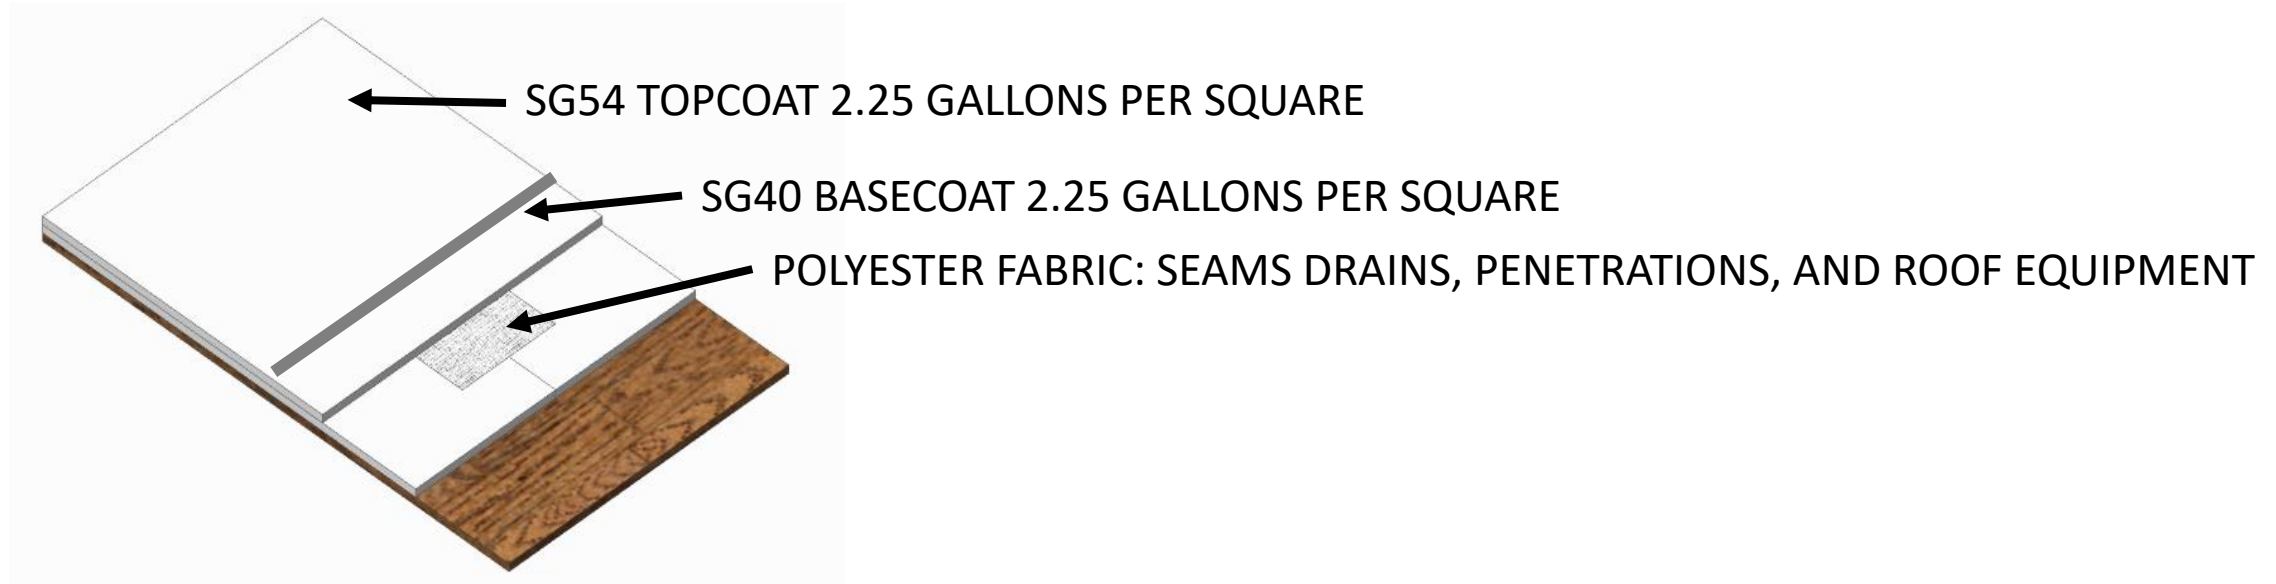 SG54 TOPCOAT 2.25 GALLONS PER SQUARE
SG40 BASECOAT 2.25 GALLONS PER SQUARE
POLYESTER FABRIC: SEAMS DRAINS, PENETRATIONS, AND ROOF EQUIPMENT